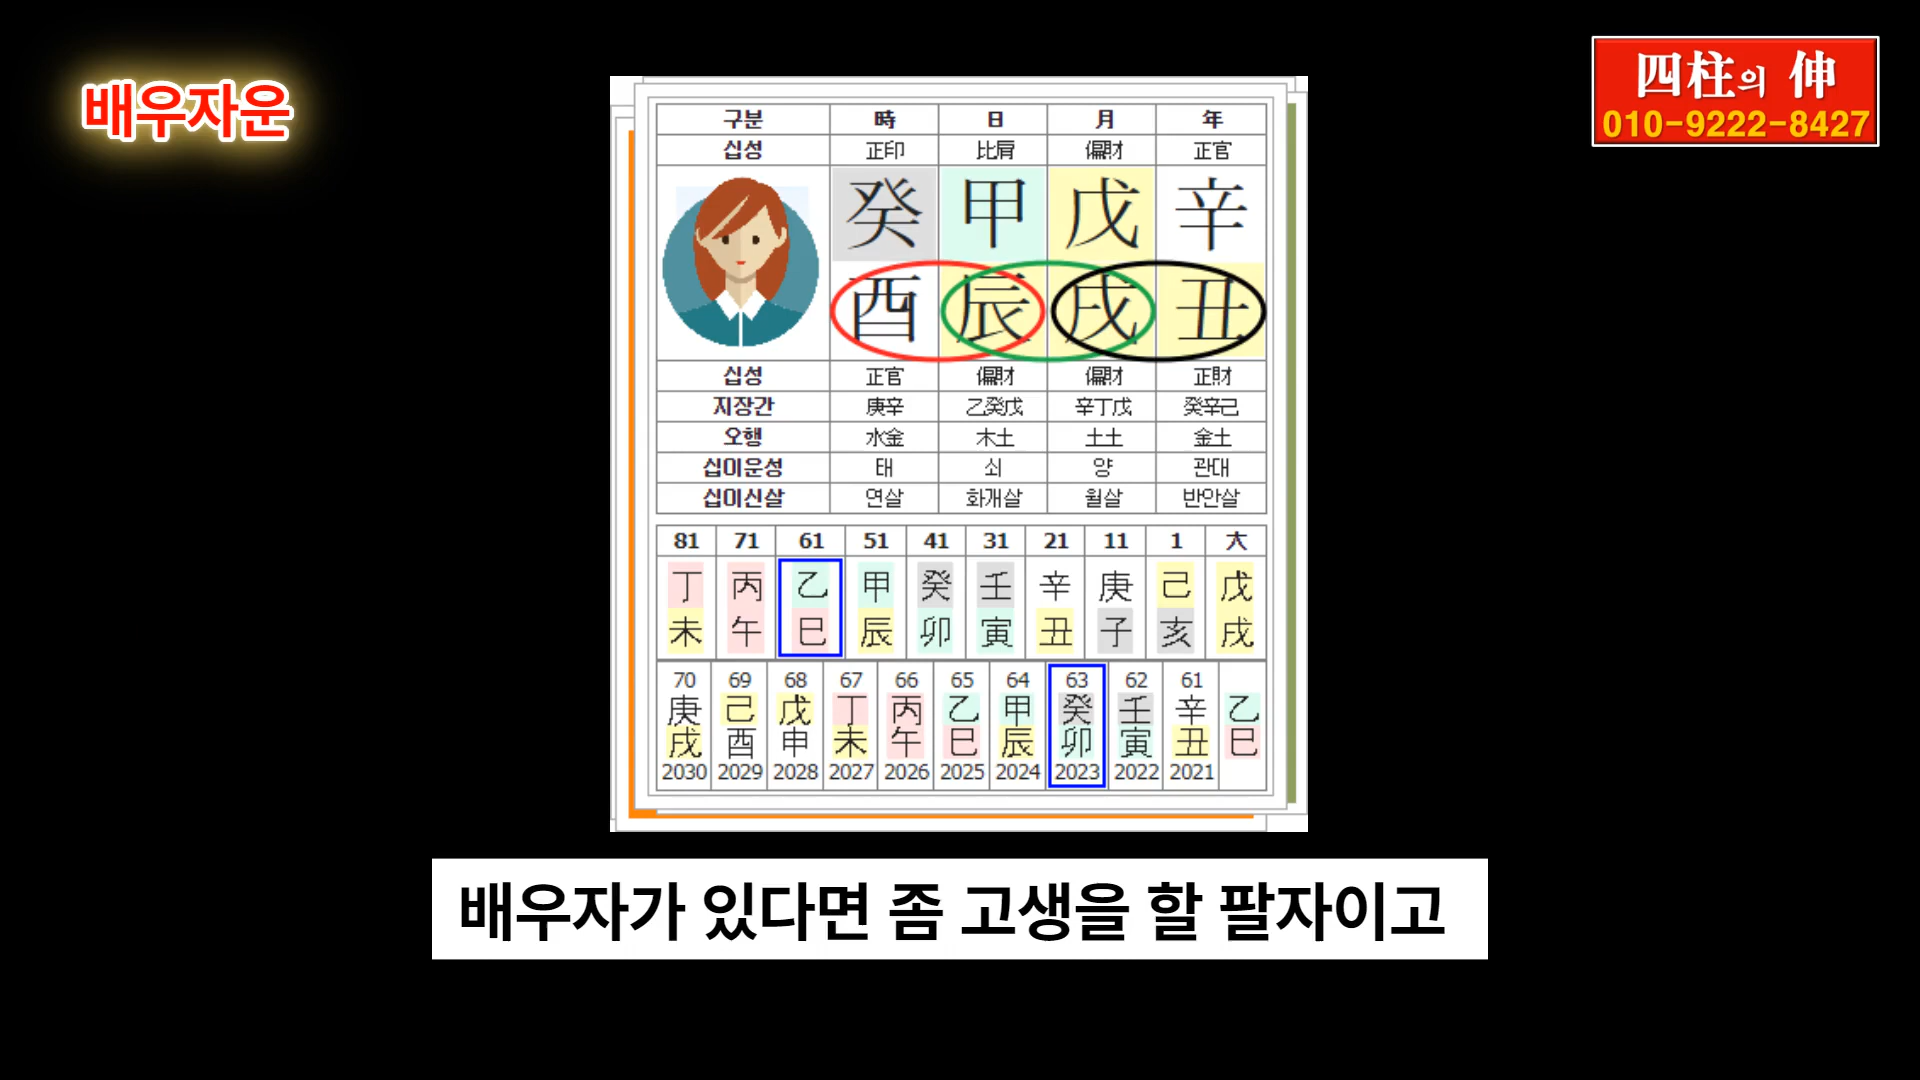 배우자운
四柱의 伸
010-9222-8427
구분 時 日 月 年
십성 正印 比肩 偏財 正官
癸 甲 戊 辛
酉 辰 戌 丑
십성 正官 偏財 偏財 正財
지장간 庚辛 乙癸戊 辛丁戊 癸辛己
오행 水金 木土 土土 金土
십이운성 태 쇠 양 관대
십이신살 연살 화개살 월살 반안살
81 71 61 51 41 31 21 11 1 大
丁 丙 乙 甲 癸 壬 辛 庚 己 戊
未 午 巳 辰 卯 寅 丑 子 亥 戌
70 69 68 67 66 65 64 63 62 61
庚 己 戊 丁 丙 乙 甲 癸 壬 辛 乙
戌 酉 申 未 午 巳 辰 卯 寅 丑 巳
2030 2029 2028 2027 2026 2025 2024 2023 2022 2021
배우자가 있다면 좀 고생을 할 팔자이고